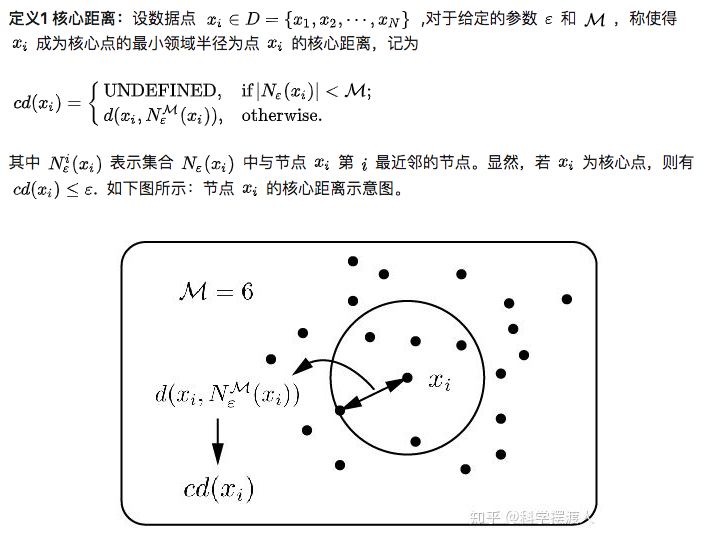 定义1 核心距离：设数据点 $x_i \in D = \{x_1, x_2, \cdots, x_N\}$ ,对于给定的参数 $\varepsilon$ 和 $\mathcal{M}$ ，称使得
$x_i$ 成为核心点的最小领域半径为点 $x_i$ 的核心距离，记为
$cd(x_i) = \begin{cases} \text{UNDEFINED}, & \text{if} |N_\varepsilon(x_i)| < \mathcal{M}; \\ d(x_i, N_\varepsilon^{\mathcal{M}}(x_i)), & \text{otherwise}. \end{cases}$
其中 $N_\varepsilon^i(x_i)$ 表示集合 $N_\varepsilon(x_i)$ 中与节点 $x_i$ 第 $i$ 最近邻的节点。显然，若 $x_i$ 为核心点，则有
$cd(x_i) \leq \varepsilon.$ 如下图所示：节点 $x_i$ 的核心距离示意图。
$\mathcal{M} = 6$
$x_i$
$d(x_i, N_\varepsilon^{\mathcal{M}}(x_i))$
$cd(x_i)$
知乎 @科学摆渡人